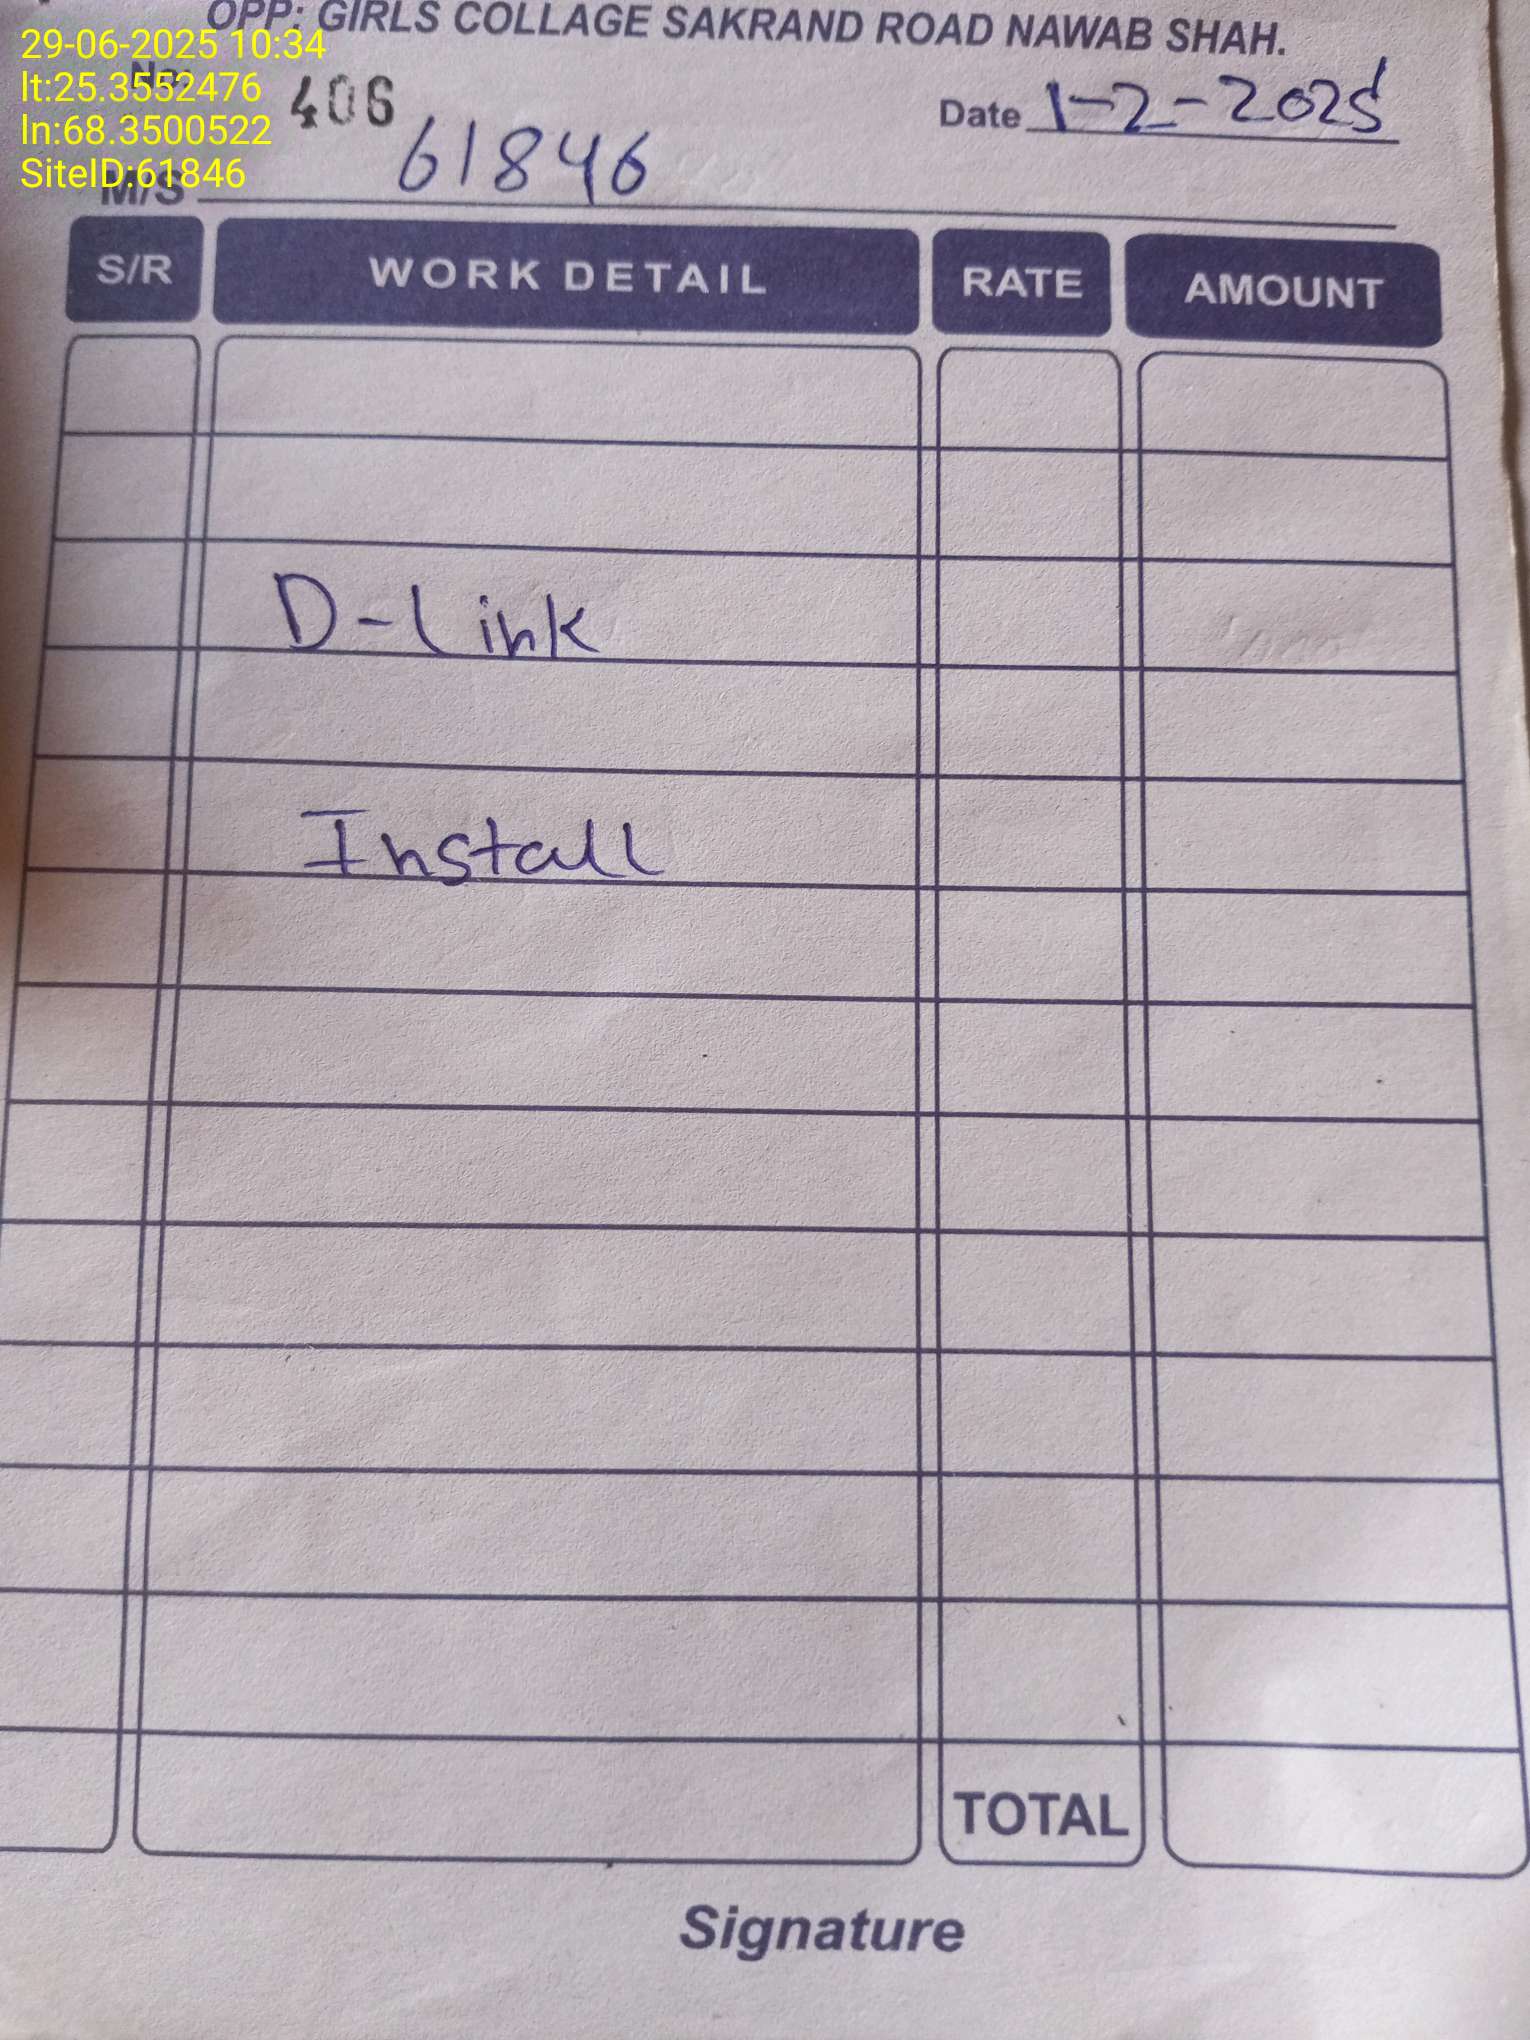 OPP: GIRLS COLLAGE SAKRAND ROAD NAWAB SHAH.
29-06-2025 10:34
lt:25.3552476
ln:68.3500522
SiteID:61846
No: 406
Date 1-2-2025
M/S 61846
S/R WORK DETAIL RATE AMOUNT
D-Link
Install
TOTAL
Signature